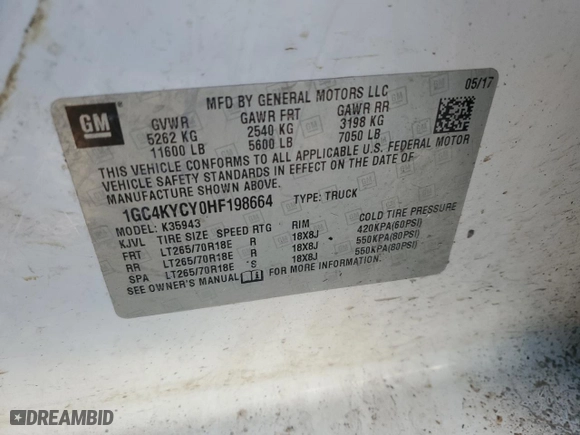 MFD BY GENERAL MOTORS LLC 05/17
GM
GVWR GAWR FRT GAWR RR
5262 KG 2540 KG 3198 KG
11600 LB 5600 LB 7050 LB
THIS VEHICLE CONFORMS TO ALL APPLICABLE U.S. FEDERAL MOTOR
VEHICLE SAFETY STANDARDS IN EFFECT ON THE DATE OF
MANUFACTURE SHOWN ABOVE.
1GC4KYCY0HF198664 TYPE: TRUCK
MODEL: K35943
KJVL TIRE SIZE SPEED RTG RIM COLD TIRE PRESSURE
FRT LT265/70R18E R 18X8J 420KPA(60PSI)
RR LT265/70R18E R 18X8J 550KPA(80PSI)
SPA LT265/70R18E S 18X8J 550KPA(80PSI)
SEE OWNER'S MANUAL FOR MORE INFORMATION.
DREAMBID